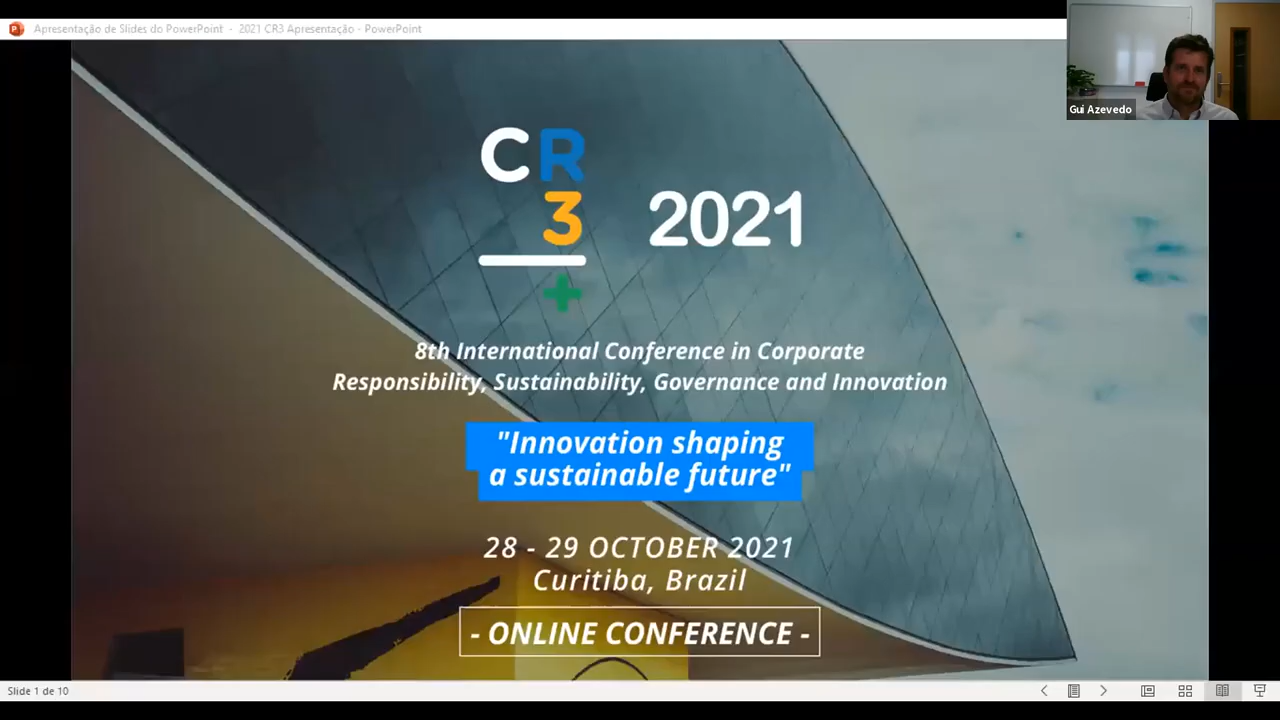 Apresentação de Slides do PowerPoint - 2021 CR3 Apresentação - PowerPoint
Gui Azevedo
CR
3
2021
+
8th International Conference in Corporate
Responsibility, Sustainability, Governance and Innovation
"Innovation shaping
a sustainable future"
28 - 29 OCTOBER 2021
Curitiba, Brazil
- ONLINE CONFERENCE -
Slide 1 de 10